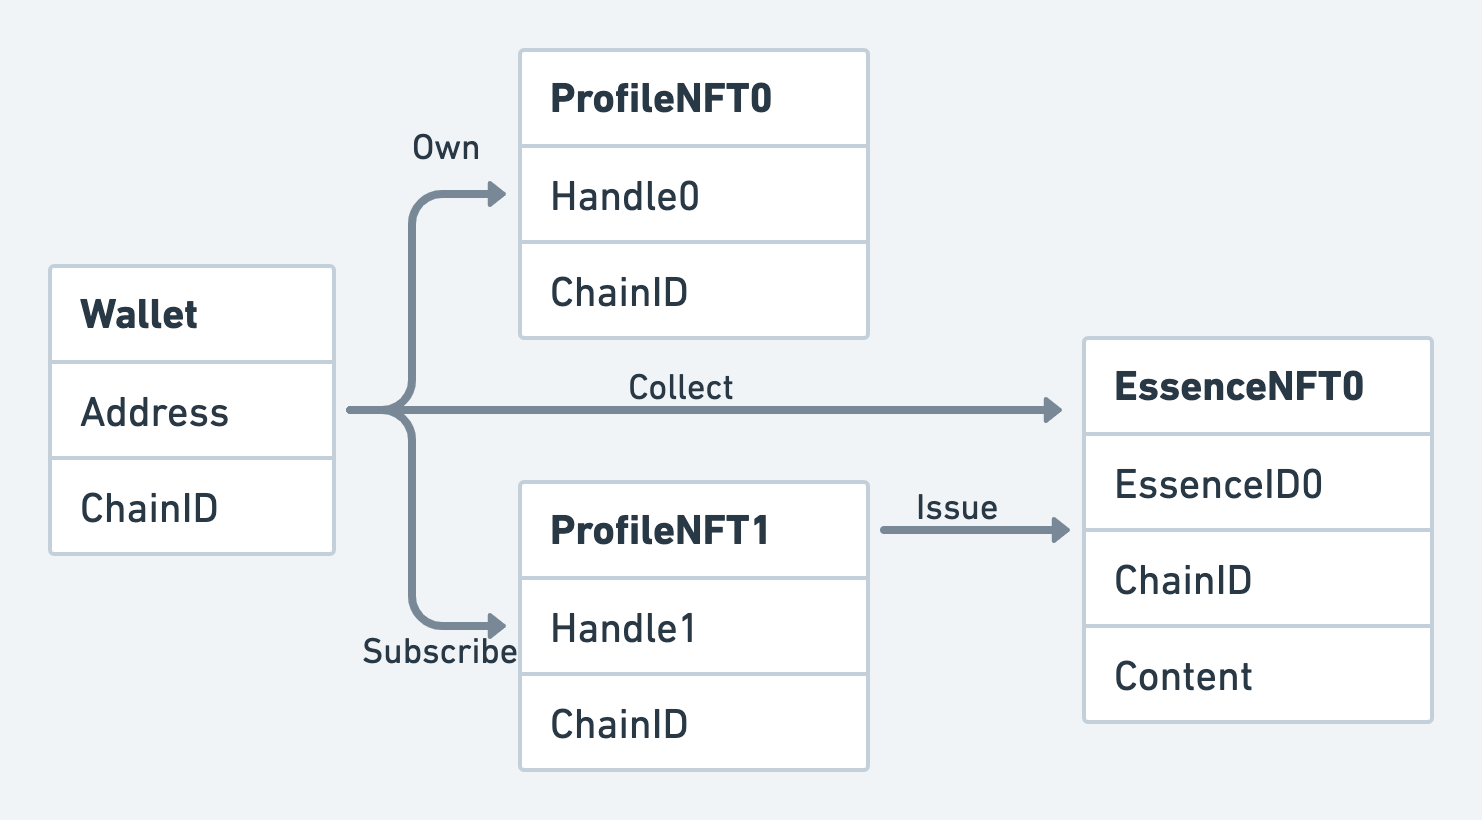 ProfileNFT0
Own
Handle0
ChainID
Wallet
Address
ChainID
Collect
EssenceNFT0
EssenceID0
ChainID
Content
Issue
ProfileNFT1
Handle1
Subscribe
ChainID